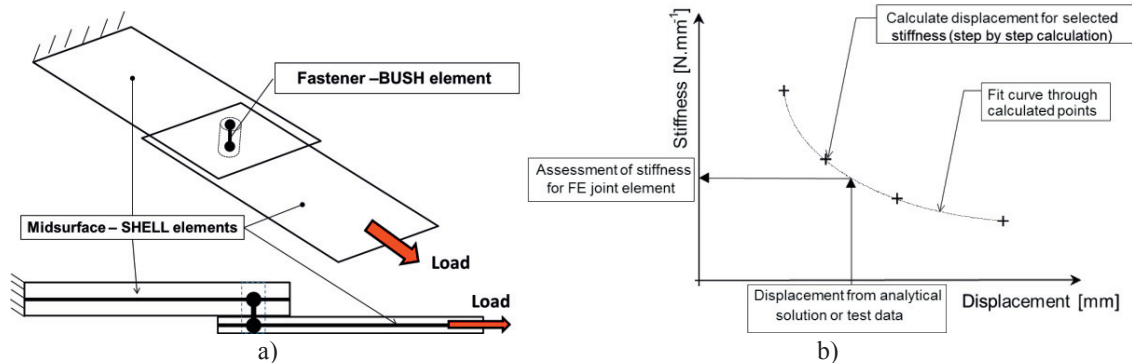 Fastener –BUSH element
Midsurface – SHELL elements
Load
Load
a)
Stiffness [N.mm⁻¹]
Calculate displacement for selected
stiffness (step by step calculation)
Fit curve through
calculated points
Assessment of stiffness
for FE joint element
Displacement from analytical
solution or test data
Displacement [mm]
b)